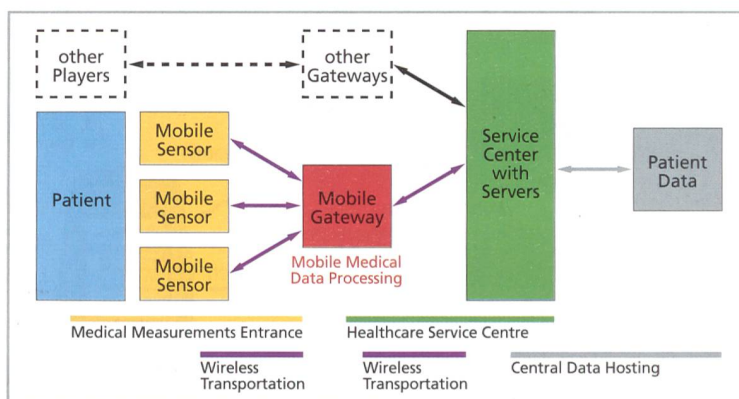 other
Players
other
Gateways
Patient
Mobile
Sensor
Mobile
Sensor
Mobile
Sensor
Mobile
Gateway
Mobile Medical
Data Processing
Service
Center
with
Servers
Patient
Data
Medical Measurements Entrance
Healthcare Service Centre
Wireless
Transportation
Wireless
Transportation
Central Data Hosting